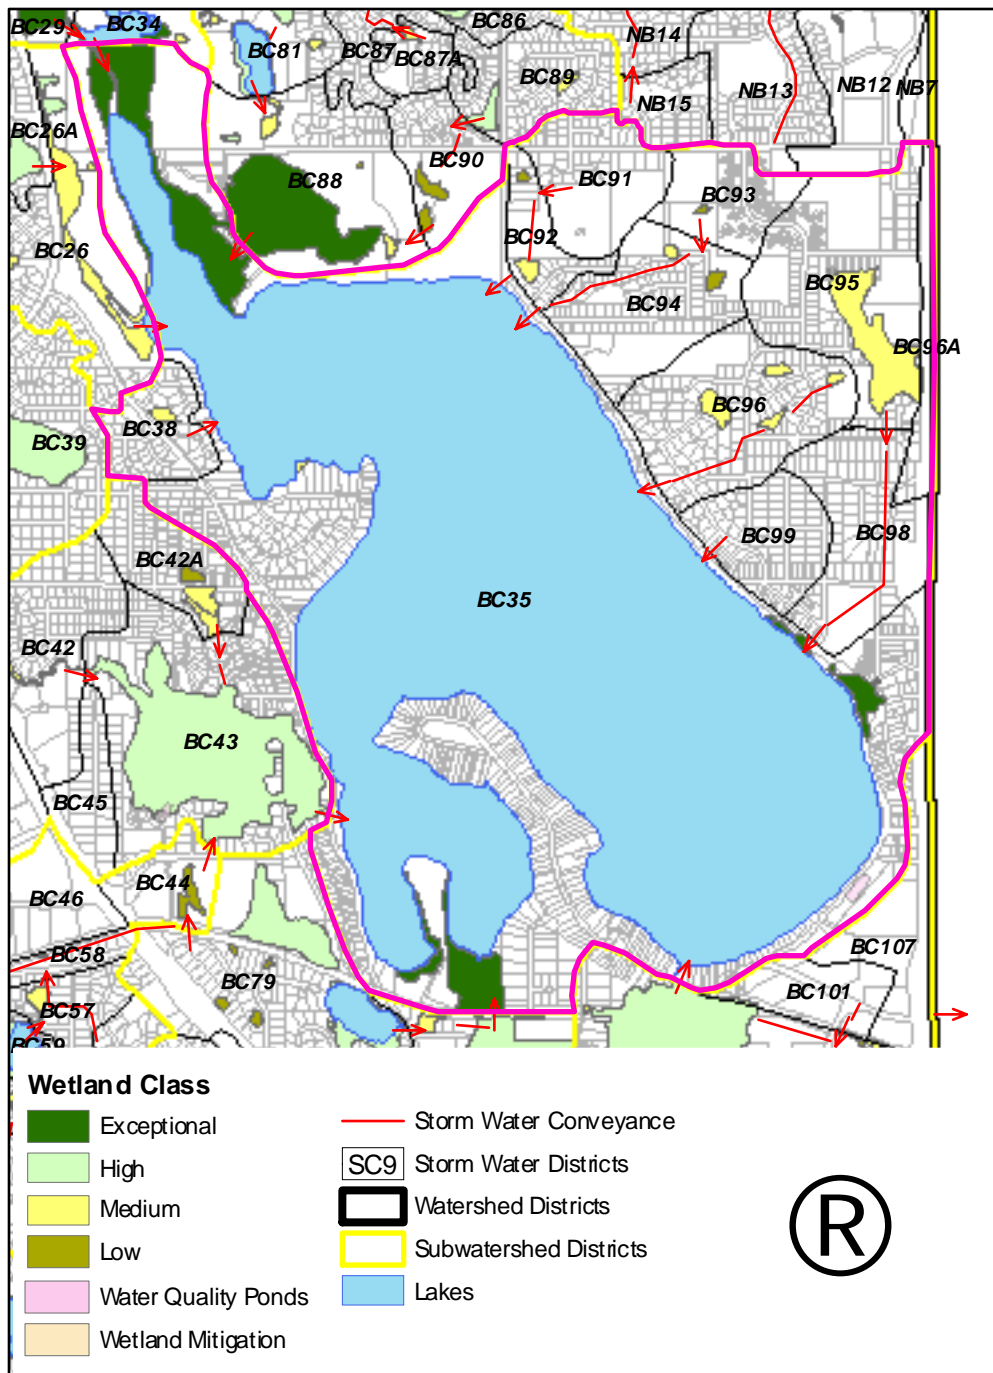 BC29
BC34
BC86
BC81
BC87
NB14
BC87A
BC89
NB13
NB12
NB7
NB15
BC26A
BC90
BC88
BC91
BC93
BC92
BC26
BC95
BC94
BC96A
BC96
BC38
BC39
BC99
BC98
BC42A
BC35
BC42
BC43
BC45
BC44
BC46
BC58
BC107
BC79
BC101
BC57
BC59
Wetland Class
Exceptional
High
Medium
Low
Water Quality Ponds
Wetland Mitigation
Storm Water Conveyance
SC9 Storm Water Districts
Watershed Districts
Subwatershed Districts
Lakes
®